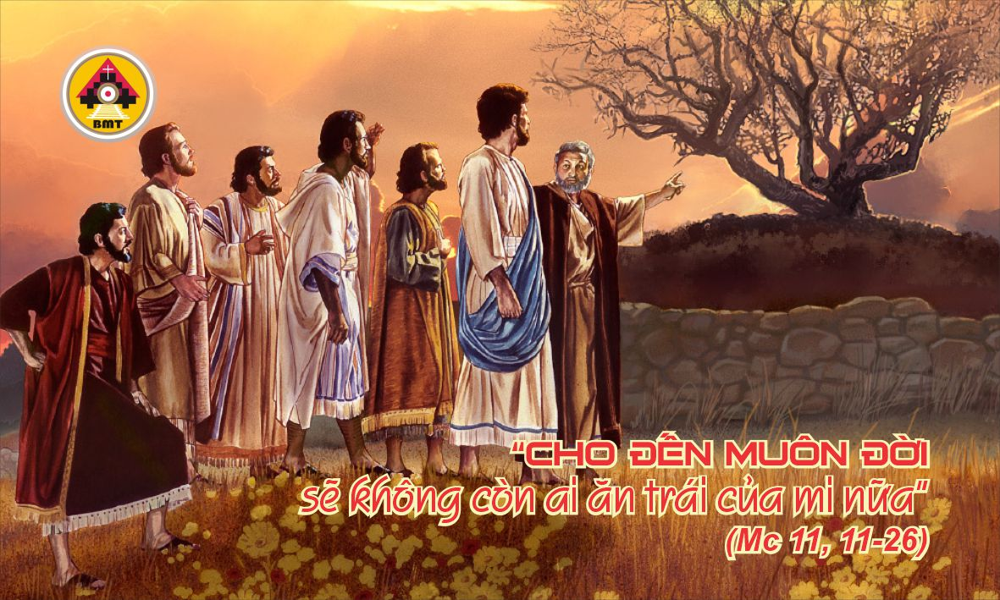 BMT
"CHO ĐẾN MUÔN ĐỜI
sẽ không còn ai ăn trái của mi nữa"
(Mc 11, 11-26)